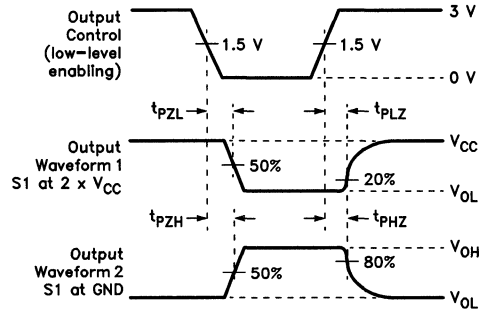 Output
Control
(low-level
enabling)
1.5 V
1.5 V
3 V
0 V
tPZL
tPLZ
Output
Waveform 1
S1 at 2 x VCC
50%
20%
VCC
VOL
tPZH
tPHZ
Output
Waveform 2
S1 at GND
50%
80%
VOH
VOL